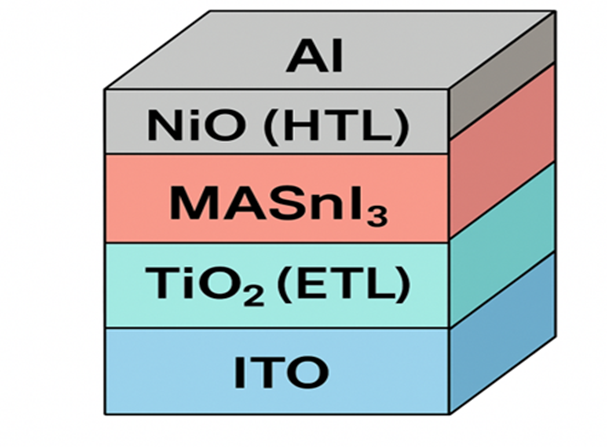 Al
NiO (HTL)
MASnI₃
TiO₂ (ETL)
ITO